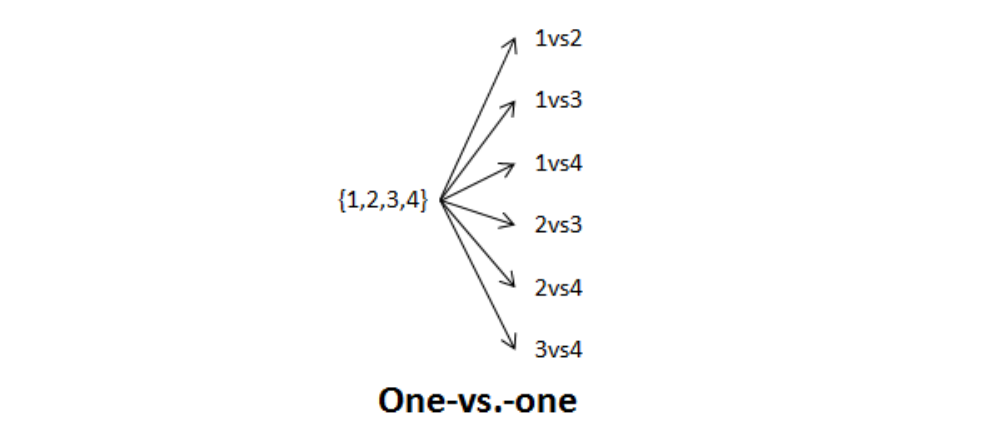 1vs2
1vs3
1vs4
{1,2,3,4}
2vs3
2vs4
3vs4
One-vs.-one